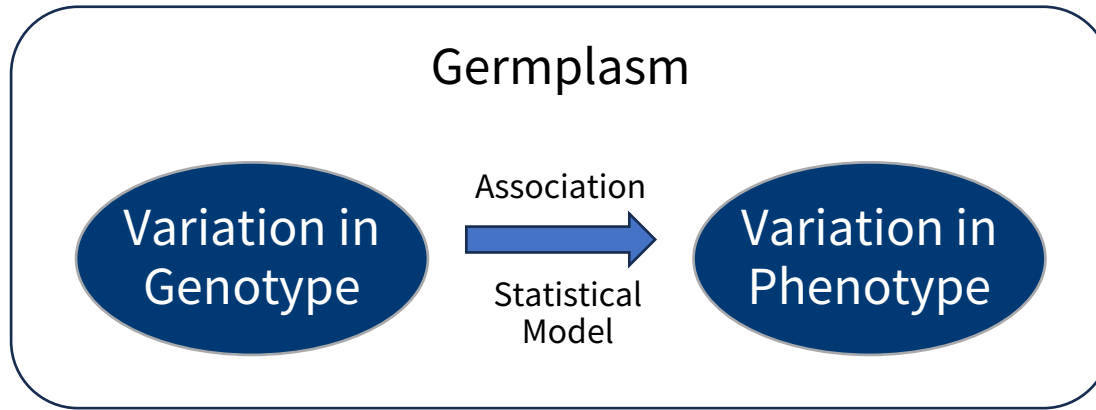 Germplasm
Variation in
Genotype
Association
Statistical
Model
Variation in
Phenotype